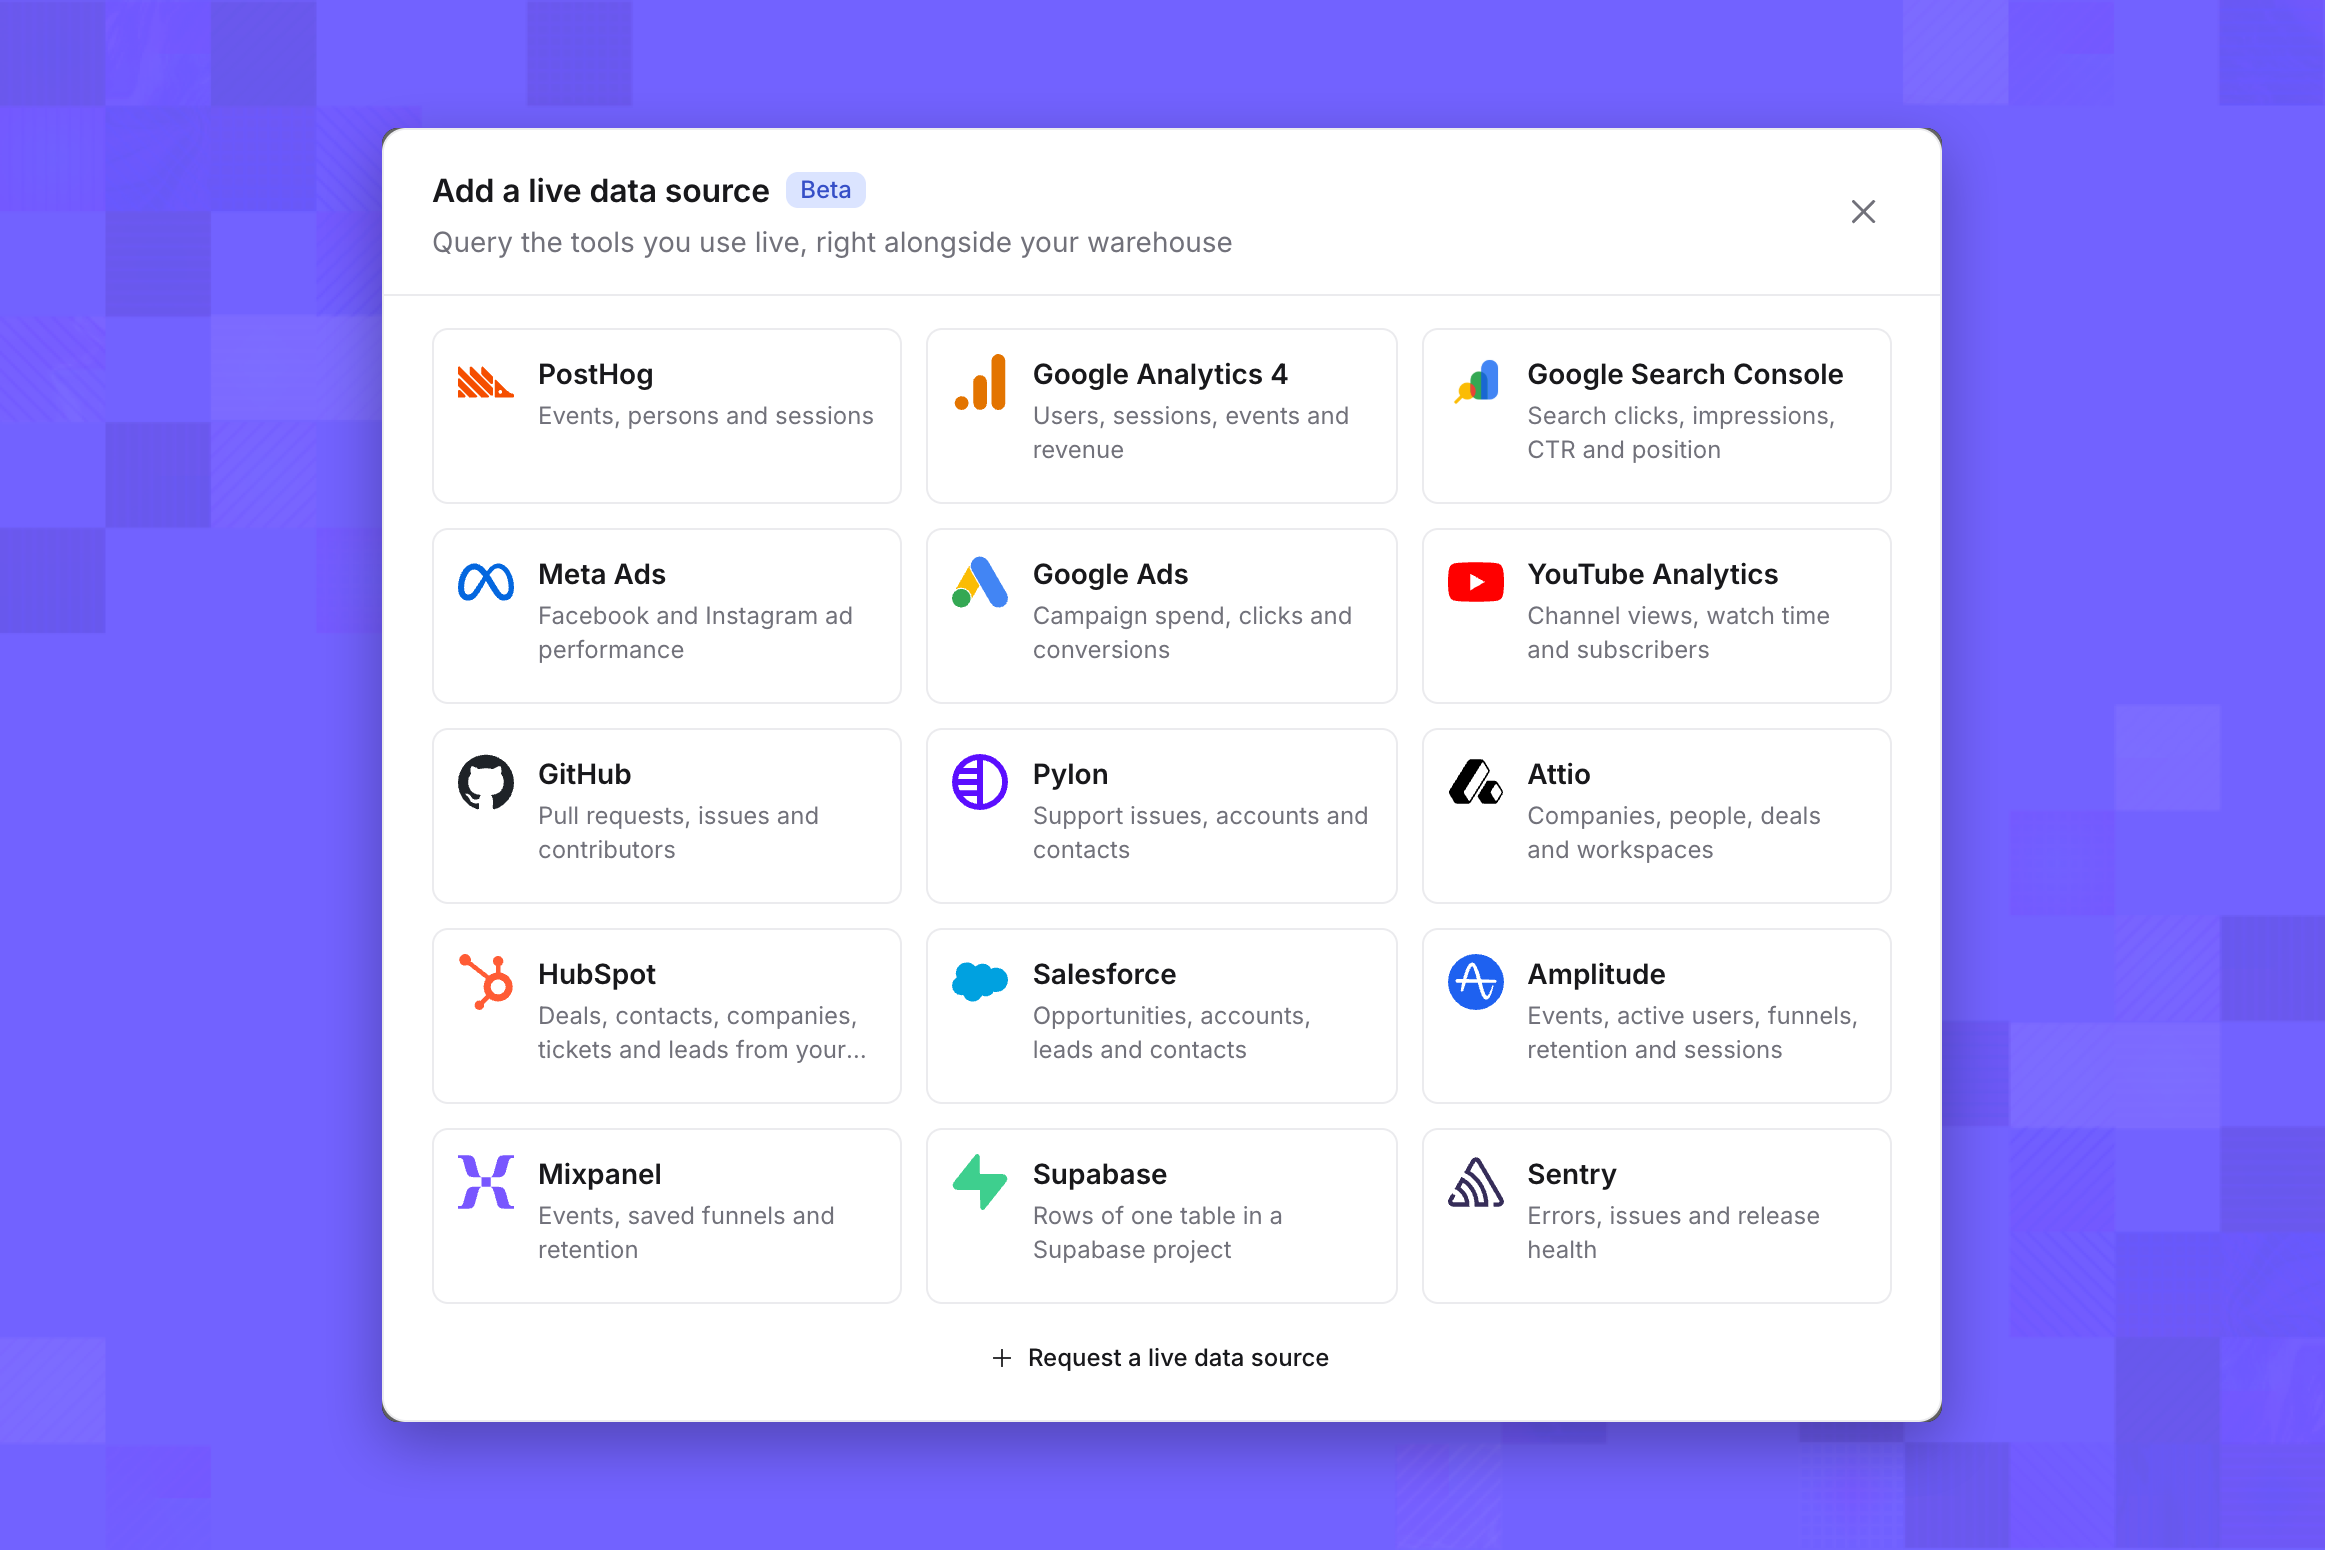 Add a live data source Beta
Query the tools you use live, right alongside your warehouse
PostHog
Events, persons and sessions
Google Analytics 4
Users, sessions, events and
revenue
Google Search Console
Search clicks, impressions,
CTR and position
Meta Ads
Facebook and Instagram ad
performance
Google Ads
Campaign spend, clicks and
conversions
YouTube Analytics
Channel views, watch time
and subscribers
GitHub
Pull requests, issues and
contributors
Pylon
Support issues, accounts and
contacts
Attio
Companies, people, deals
and workspaces
HubSpot
Deals, contacts, companies,
tickets and leads from your...
Salesforce
Opportunities, accounts,
leads and contacts
Amplitude
Events, active users, funnels,
retention and sessions
Mixpanel
Events, saved funnels and
retention
Supabase
Rows of one table in a
Supabase project
Sentry
Errors, issues and release
health
+ Request a live data source